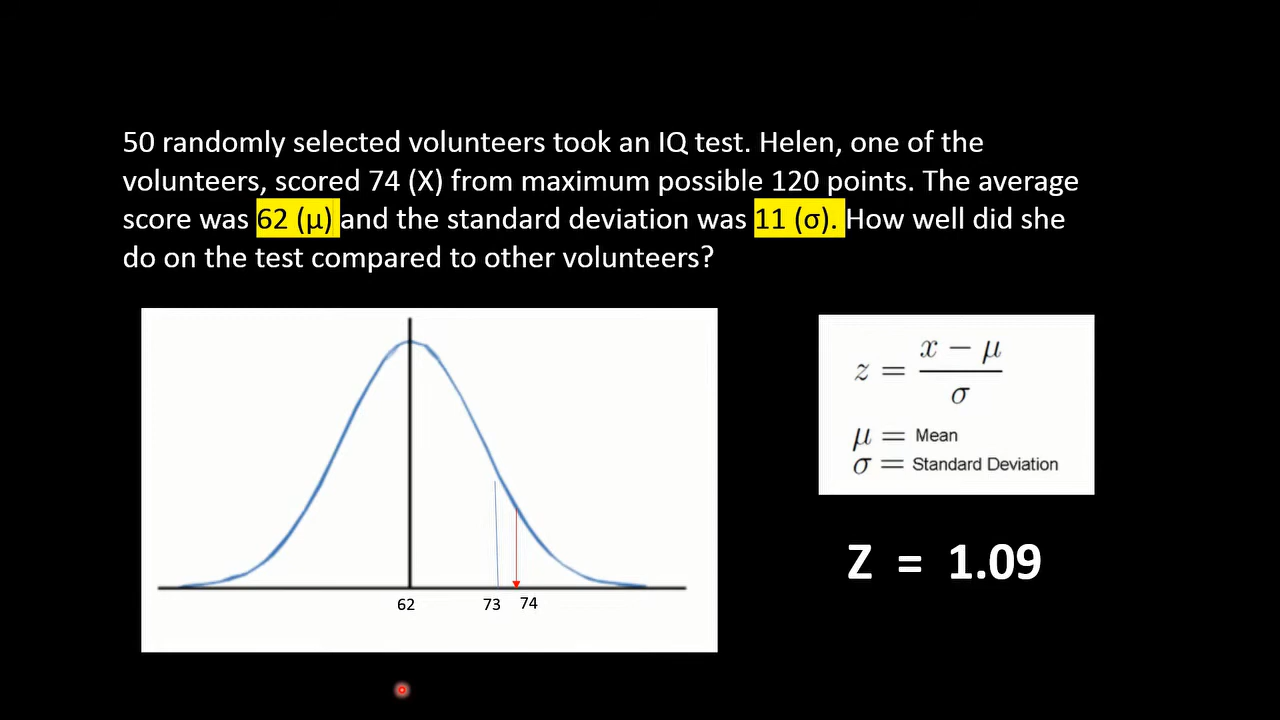 50 randomly selected volunteers took an IQ test. Helen, one of the
volunteers, scored 74 (X) from maximum possible 120 points. The average
score was 62 (μ) and the standard deviation was 11 (σ). How well did she
do on the test compared to other volunteers?
62 73 74
z = (x − μ) / σ
μ = Mean
σ = Standard Deviation
Z = 1.09